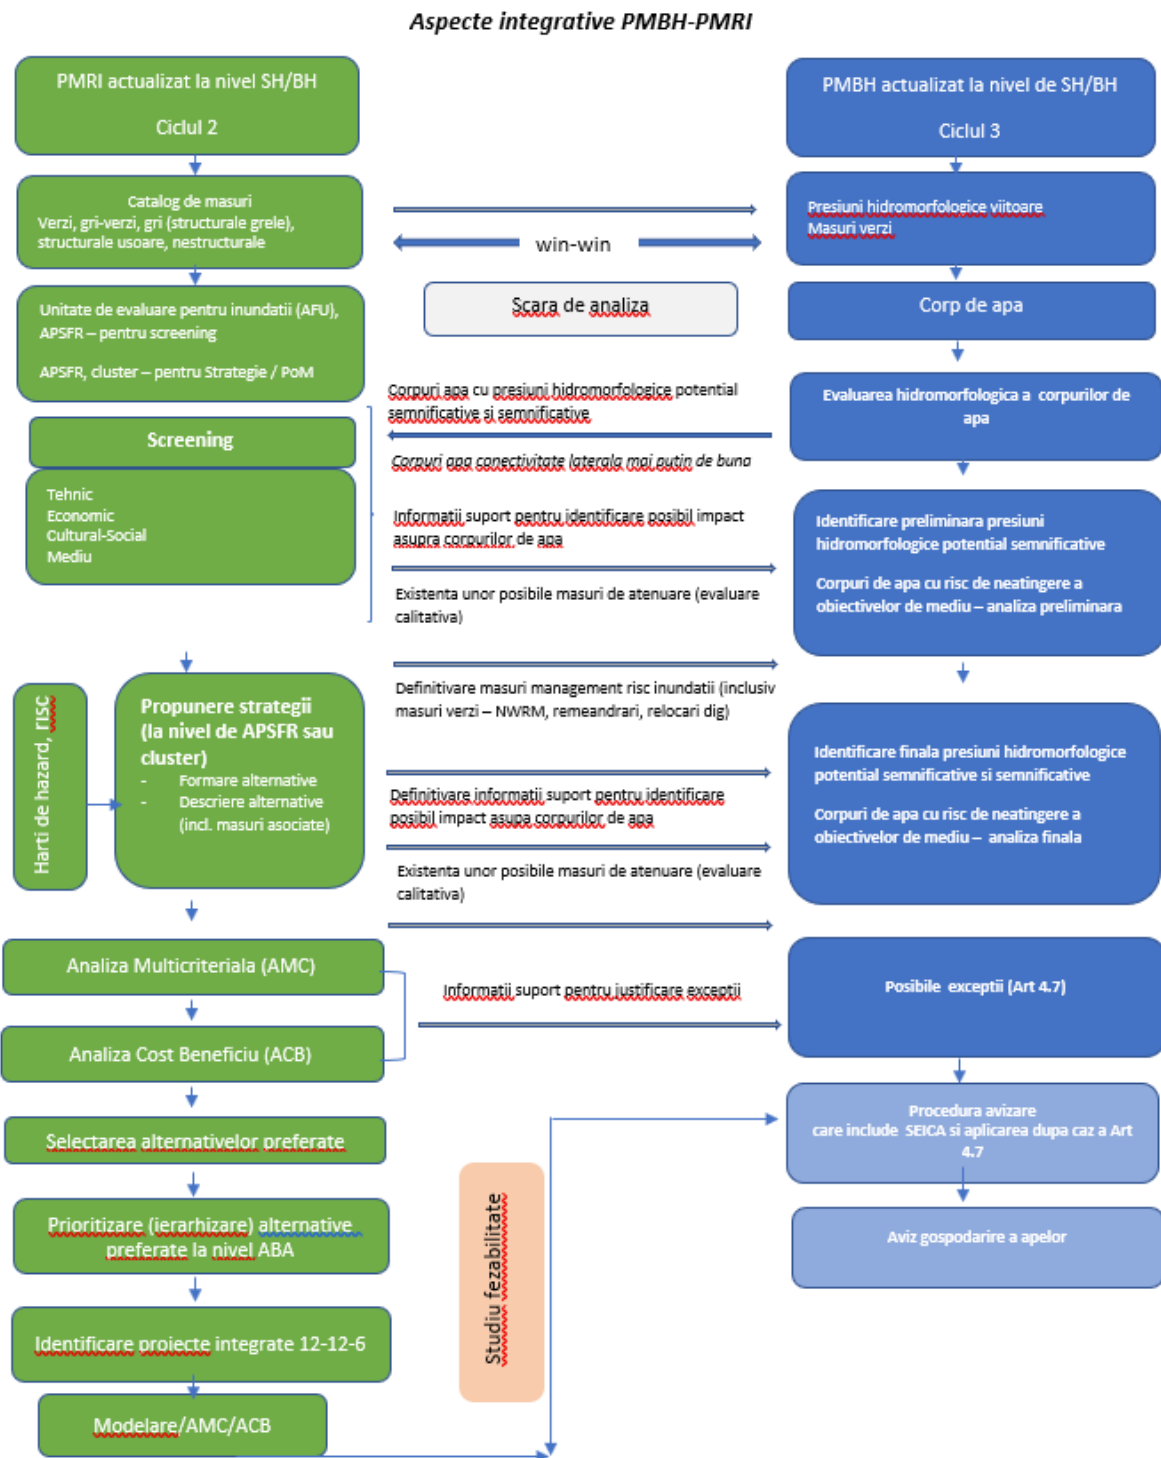 Aspecte integrative PMBH-PMRI
PMRI actualizat la nivel SH/BH
Ciclul 2
Catalog de masuri
Verzi, gri-verzi, gri (structurale grele),
structurale usoare, nestructurale
Unitate de evaluare pentru inundatii (AFU),
APSFR – pentru screening
APSFR, cluster – pentru Strategie / PoM
Screening
Tehnic
Economic
Cultural-Social
Mediu
Harti de hazard, risc
Propunere strategii
(la nivel de APSFR sau
cluster)
- Formare alternative
- Descriere alternative
(incl. masuri asociate)
Analiza Multicriteriala (AMC)
Analiza Cost Beneficiu (ACB)
Selectarea alternativelor preferate
Prioritizare (ierarhizare) alternative
preferate la nivel ABA
Identificare proiecte integrate 12-12-6
Modelare/AMC/ACB
win-win
Scara de analiza
Corpuri apa cu presiuni hidromorfologice potential
semnificative si semnificative
Corpuri apa conectivitate laterala mai putin de buna
Informatii suport pentru identificare posibil impact
asupra corpurilor de apa
Existenta unor posibile masuri de atenuare (evaluare
calitativa)
Definitivare masuri management risc inundatii (inclusiv
masuri verzi – NWRM, remeandrari, relocari dig)
Definitivare informatii suport pentru identificare
posibil impact asupa corpurilor de apa
Existenta unor posibile masuri de atenuare (evaluare
calitativa)
Informatii suport pentru justificare exceptii
Studiu fezabilitate
PMBH actualizat la nivel de SH/BH
Ciclul 3
Presiuni hidromorfologice viitoare
Masuri verzi
Corp de apa
Evaluarea hidromorfologica a corpurilor de
apa
Identificare preliminara presiuni
hidromorfologice potential semnificative
Corpuri de apa cu risc de neatingere a
obiectivelor de mediu – analiza preliminara
Identificare finala presiuni hidromorfologice
potential semnificative si semnificative
Corpuri de apa cu risc de neatingere a
obiectivelor de mediu – analiza finala
Posibile exceptii (Art 4.7)
Procedura avizare
care include SEICA si aplicarea dupa caz a Art
4.7
Aviz gospodarire a apelor